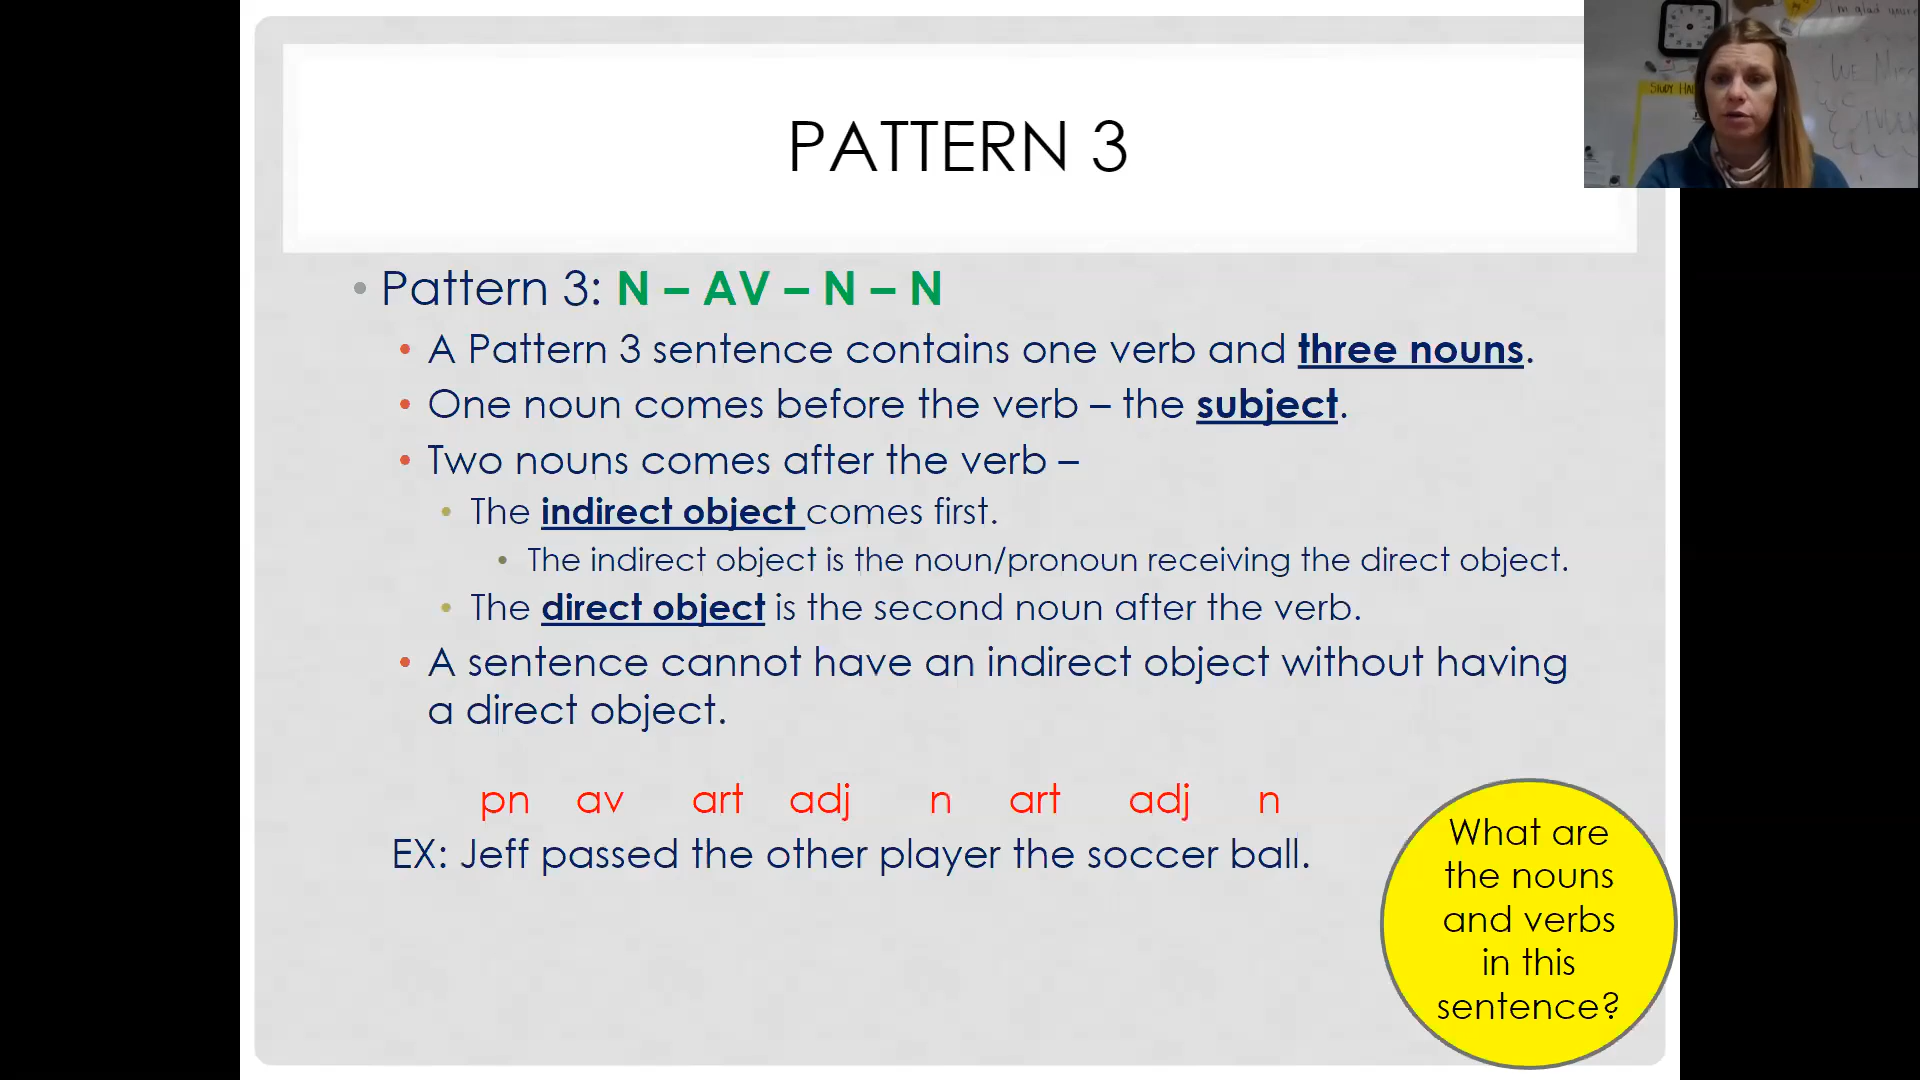 PATTERN 3
Pattern 3: N – AV – N – N
A Pattern 3 sentence contains one verb and three nouns.
One noun comes before the verb – the subject.
Two nouns comes after the verb –
The indirect object comes first.
The indirect object is the noun/pronoun receiving the direct object.
The direct object is the second noun after the verb.
A sentence cannot have an indirect object without having
a direct object.
pn av art adj n art adj n
EX: Jeff passed the other player the soccer ball.
What are
the nouns
and verbs
in this
sentence?
I'm glad
WE MISS
STUDY